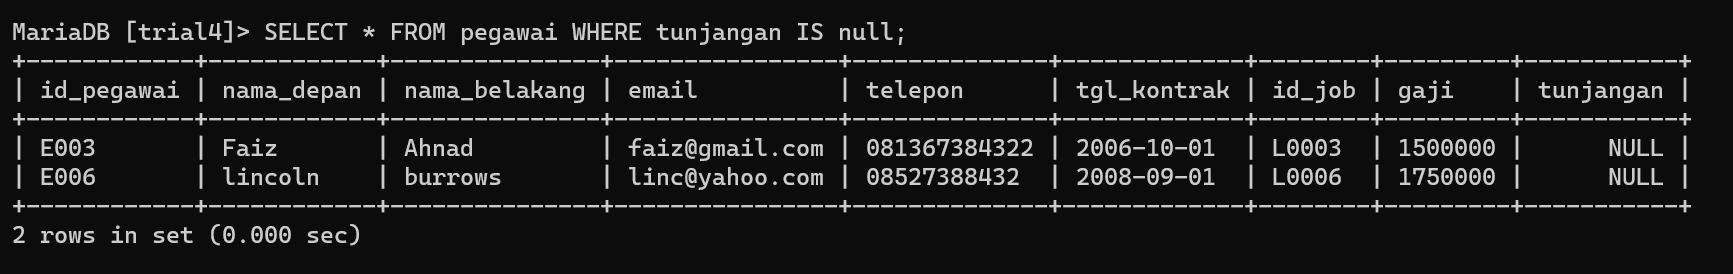 MariaDB [trial4]> SELECT * FROM pegawai WHERE tunjangan IS null;
+------------+------------+---------------+----------------+--------------+-------------+--------+---------+-----------+
| id_pegawai | nama_depan | nama_belakang | email          | telepon      | tgl_kontrak | id_job | gaji    | tunjangan |
+------------+------------+---------------+----------------+--------------+-------------+--------+---------+-----------+
| E003       | Faiz       | Ahnad         | faiz@gmail.com | 081367384322 | 2006-10-01  | L0003  | 1500000 |      NULL |
| E006       | lincoln    | burrows       | linc@yahoo.com | 08527388432  | 2008-09-01  | L0006  | 1750000 |      NULL |
+------------+------------+---------------+----------------+--------------+-------------+--------+---------+-----------+
2 rows in set (0.000 sec)